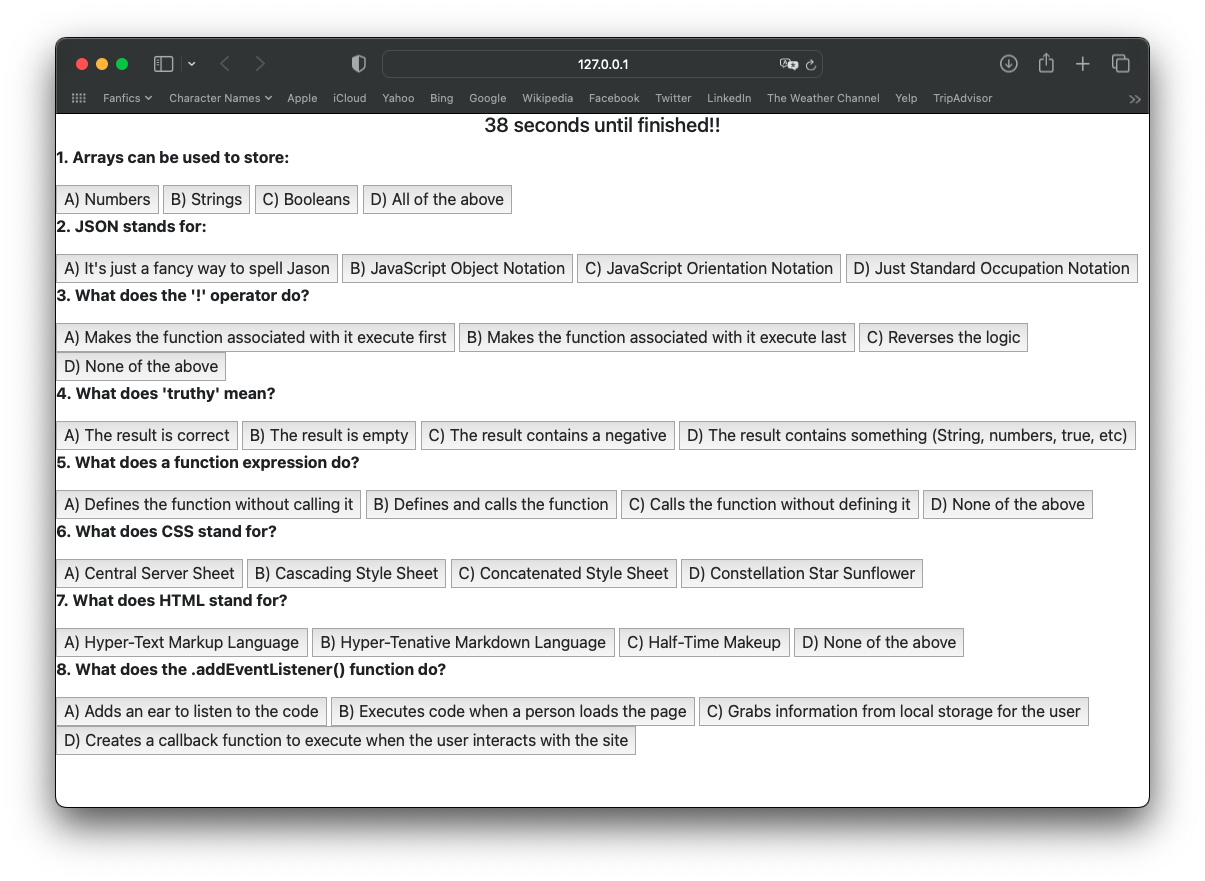 127.0.0.1
Fanfics Character Names Apple iCloud Yahoo Bing Google Wikipedia Facebook Twitter LinkedIn The Weather Channel Yelp TripAdvisor
38 seconds until finished!!
1. Arrays can be used to store:
A) Numbers B) Strings C) Booleans D) All of the above
2. JSON stands for:
A) It's just a fancy way to spell Jason B) JavaScript Object Notation C) JavaScript Orientation Notation D) Just Standard Occupation Notation
3. What does the '!' operator do?
A) Makes the function associated with it execute first B) Makes the function associated with it execute last C) Reverses the logic
D) None of the above
4. What does 'truthy' mean?
A) The result is correct B) The result is empty C) The result contains a negative D) The result contains something (String, numbers, true, etc)
5. What does a function expression do?
A) Defines the function without calling it B) Defines and calls the function C) Calls the function without defining it D) None of the above
6. What does CSS stand for?
A) Central Server Sheet B) Cascading Style Sheet C) Concatenated Style Sheet D) Constellation Star Sunflower
7. What does HTML stand for?
A) Hyper-Text Markup Language B) Hyper-Tenative Markdown Language C) Half-Time Makeup D) None of the above
8. What does the .addEventListener() function do?
A) Adds an ear to listen to the code B) Executes code when a person loads the page C) Grabs information from local storage for the user
D) Creates a callback function to execute when the user interacts with the site